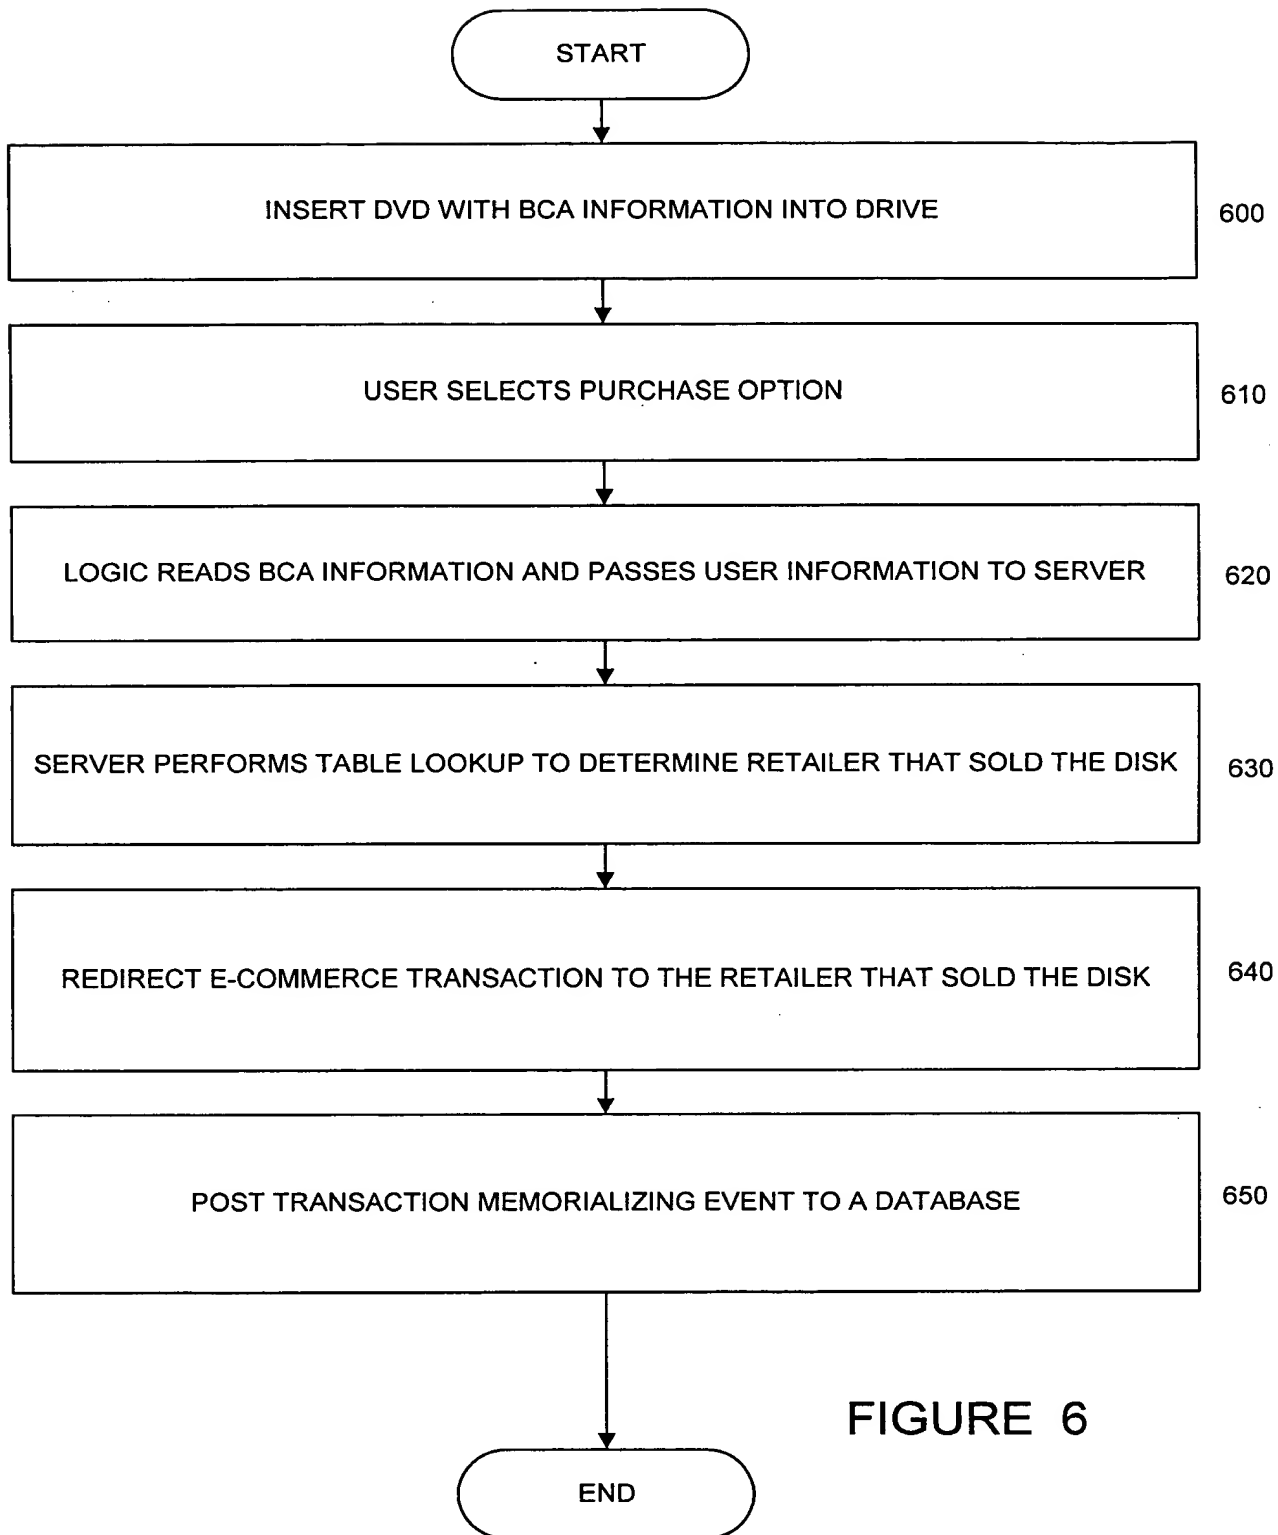 START
INSERT DVD WITH BCA INFORMATION INTO DRIVE
600
USER SELECTS PURCHASE OPTION
610
LOGIC READS BCA INFORMATION AND PASSES USER INFORMATION TO SERVER
620
SERVER PERFORMS TABLE LOOKUP TO DETERMINE RETAILER THAT SOLD THE DISK
630
REDIRECT E-COMMERCE TRANSACTION TO THE RETAILER THAT SOLD THE DISK
640
POST TRANSACTION MEMORIALIZING EVENT TO A DATABASE
650
FIGURE 6
END